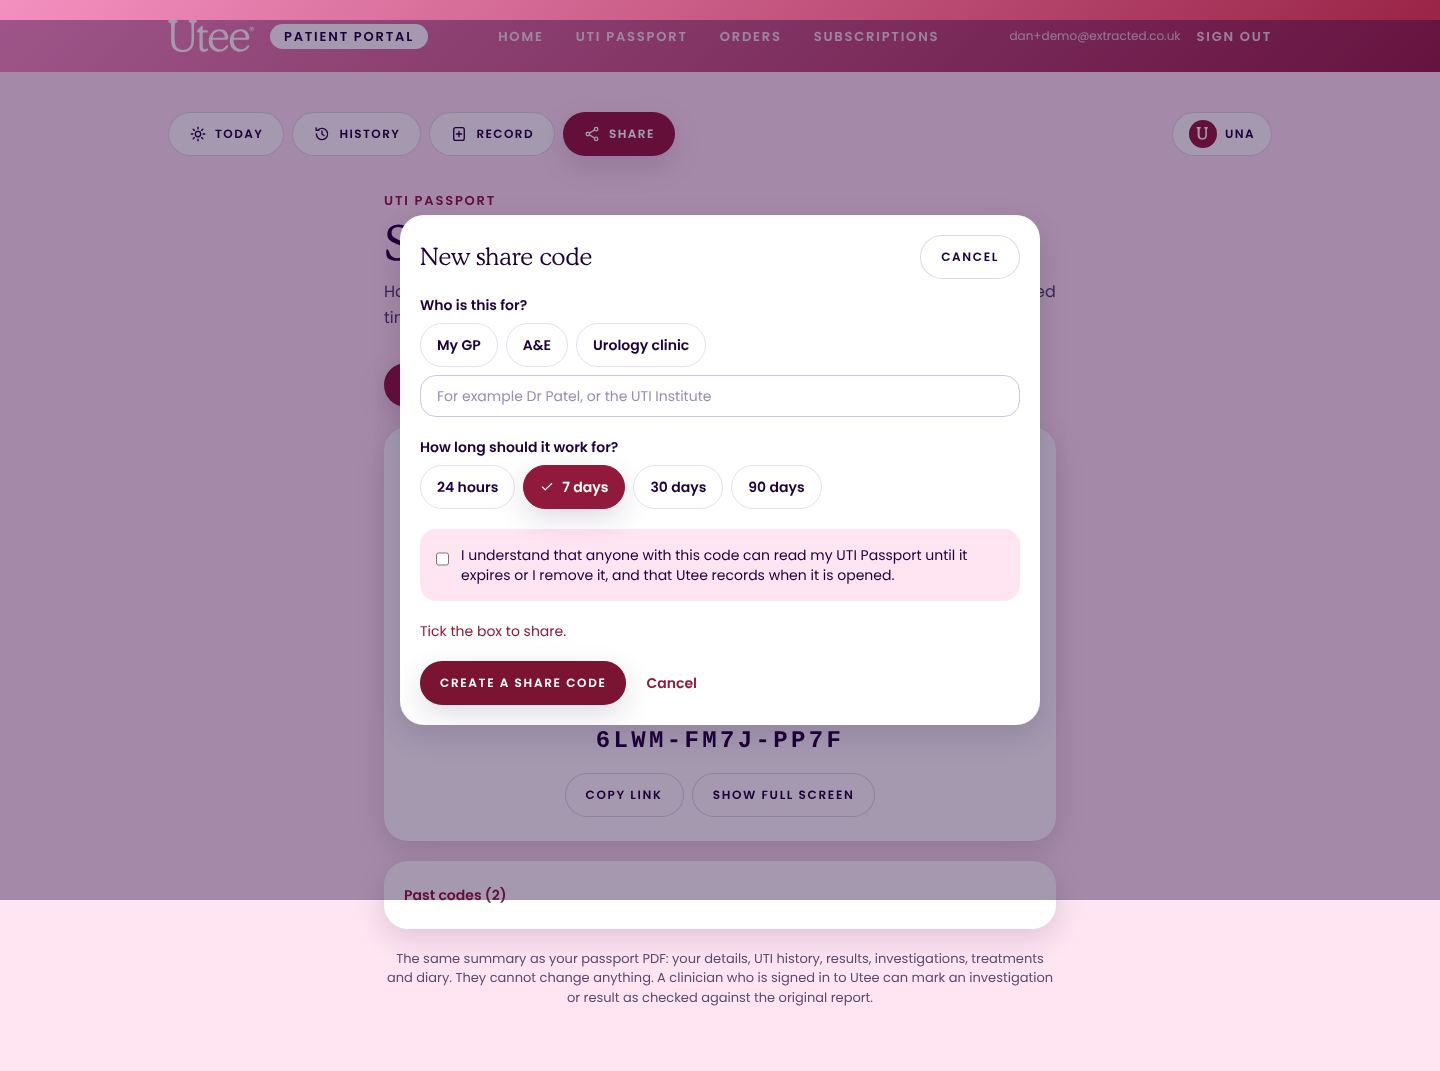 Utee
PATIENT PORTAL
HOME
UTI PASSPORT
ORDERS
SUBSCRIPTIONS
dan+demo@extracted.co.uk
SIGN OUT
TODAY
HISTORY
RECORD
SHARE
U
UNA
UTI PASSPORT
New share code
CANCEL
Who is this for?
My GP
A&E
Urology clinic
For example Dr Patel, or the UTI Institute
How long should it work for?
24 hours
7 days
30 days
90 days
I understand that anyone with this code can read my UTI Passport until it
expires or I remove it, and that Utee records when it is opened.
Tick the box to share.
CREATE A SHARE CODE
Cancel
6LWM-FM7J-PP7F
COPY LINK
SHOW FULL SCREEN
Past codes (2)
The same summary as your passport PDF: your details, UTI history, results, investigations, treatments
and diary. They cannot change anything. A clinician who is signed in to Utee can mark an investigation
or result as checked against the original report.